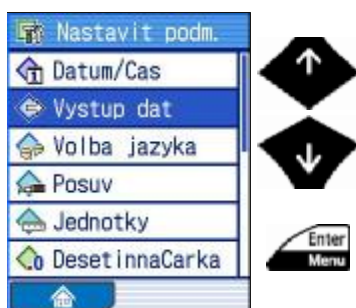 Nastavit podm.
Datum/Cas
Vystup dat
Volba jazyka
Posuv
Jednotky
DesetinnaCarka
Enter
Menu